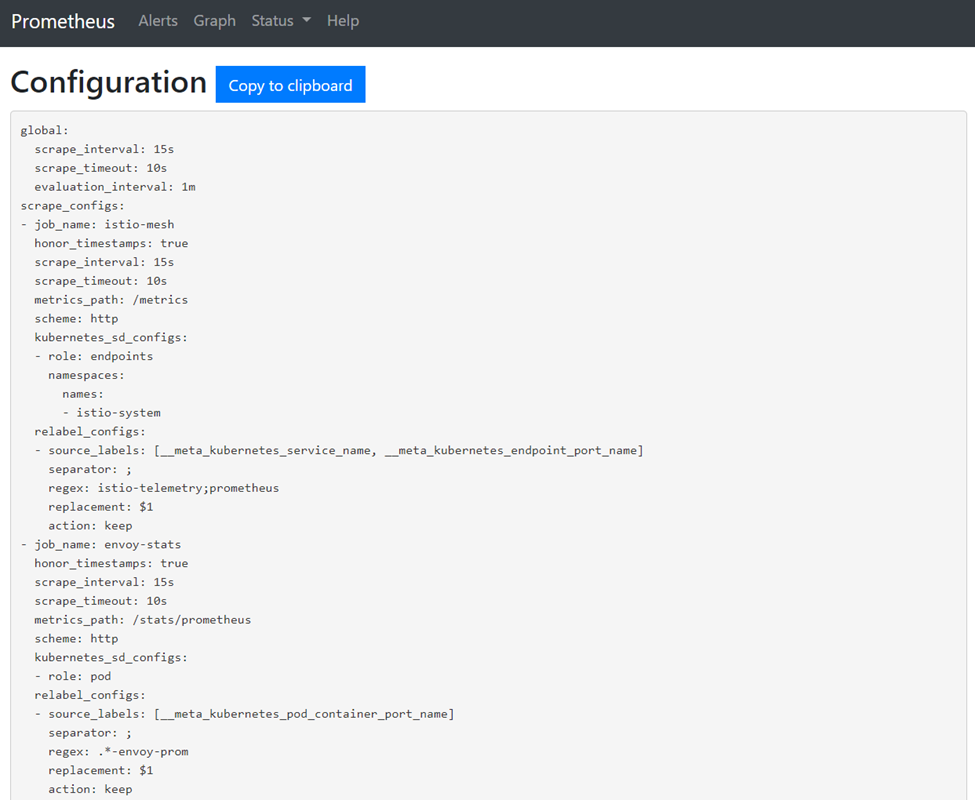 Prometheus Alerts Graph Status Help
Configuration Copy to clipboard
global:
  scrape_interval: 15s
  scrape_timeout: 10s
  evaluation_interval: 1m
scrape_configs:
- job_name: istio-mesh
  honor_timestamps: true
  scrape_interval: 15s
  scrape_timeout: 10s
  metrics_path: /metrics
  scheme: http
  kubernetes_sd_configs:
  - role: endpoints
    namespaces:
      names:
      - istio-system
  relabel_configs:
  - source_labels: [__meta_kubernetes_service_name, __meta_kubernetes_endpoint_port_name]
    separator: ;
    regex: istio-telemetry;prometheus
    replacement: $1
    action: keep
- job_name: envoy-stats
  honor_timestamps: true
  scrape_interval: 15s
  scrape_timeout: 10s
  metrics_path: /stats/prometheus
  scheme: http
  kubernetes_sd_configs:
  - role: pod
  relabel_configs:
  - source_labels: [__meta_kubernetes_pod_container_port_name]
    separator: ;
    regex: .*-envoy-prom
    replacement: $1
    action: keep